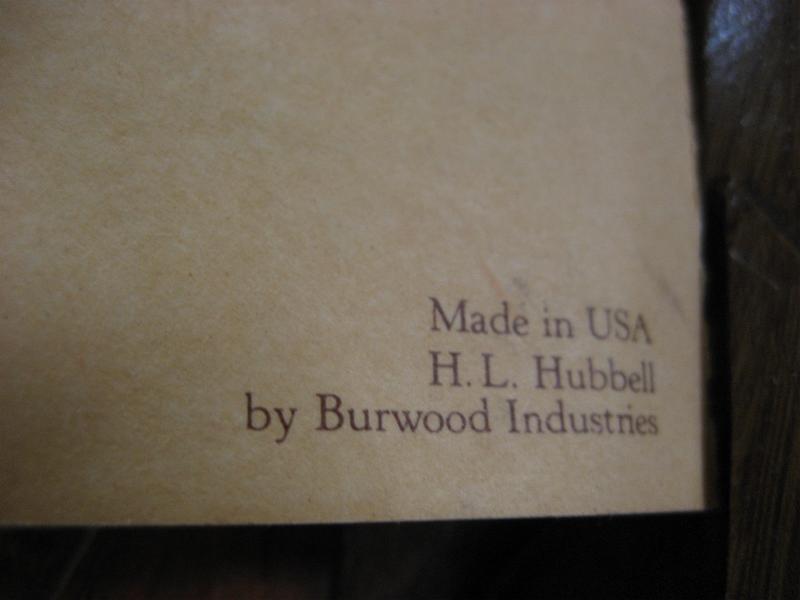 Made in USA
H. L. Hubbell
by Burwood Industries